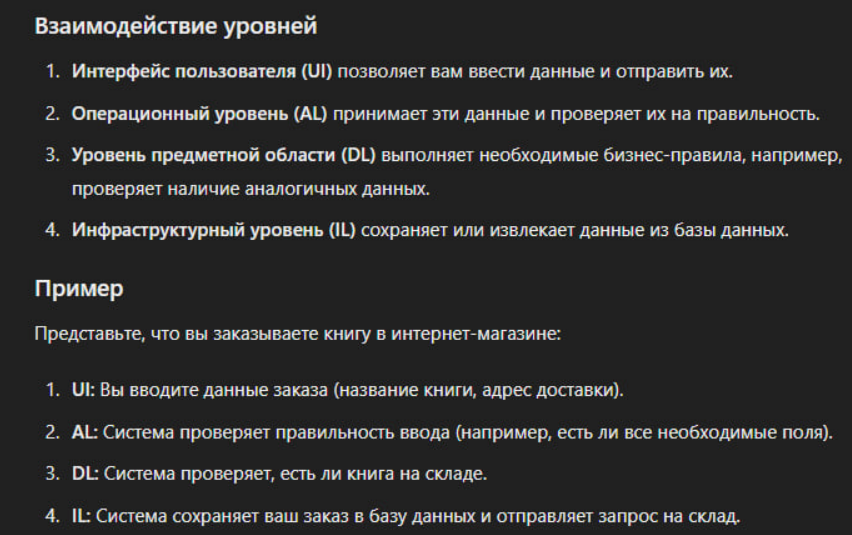 Взаимодействие уровней
1. Интерфейс пользователя (UI) позволяет вам ввести данные и отправить их.
2. Операционный уровень (AL) принимает эти данные и проверяет их на правильность.
3. Уровень предметной области (DL) выполняет необходимые бизнес-правила, например,
проверяет наличие аналогичных данных.
4. Инфраструктурный уровень (IL) сохраняет или извлекает данные из базы данных.
Пример
Представьте, что вы заказываете книгу в интернет-магазине:
1. UI: Вы вводите данные заказа (название книги, адрес доставки).
2. AL: Система проверяет правильность ввода (например, есть ли все необходимые поля).
3. DL: Система проверяет, есть ли книга на складе.
4. IL: Система сохраняет ваш заказ в базу данных и отправляет запрос на склад.